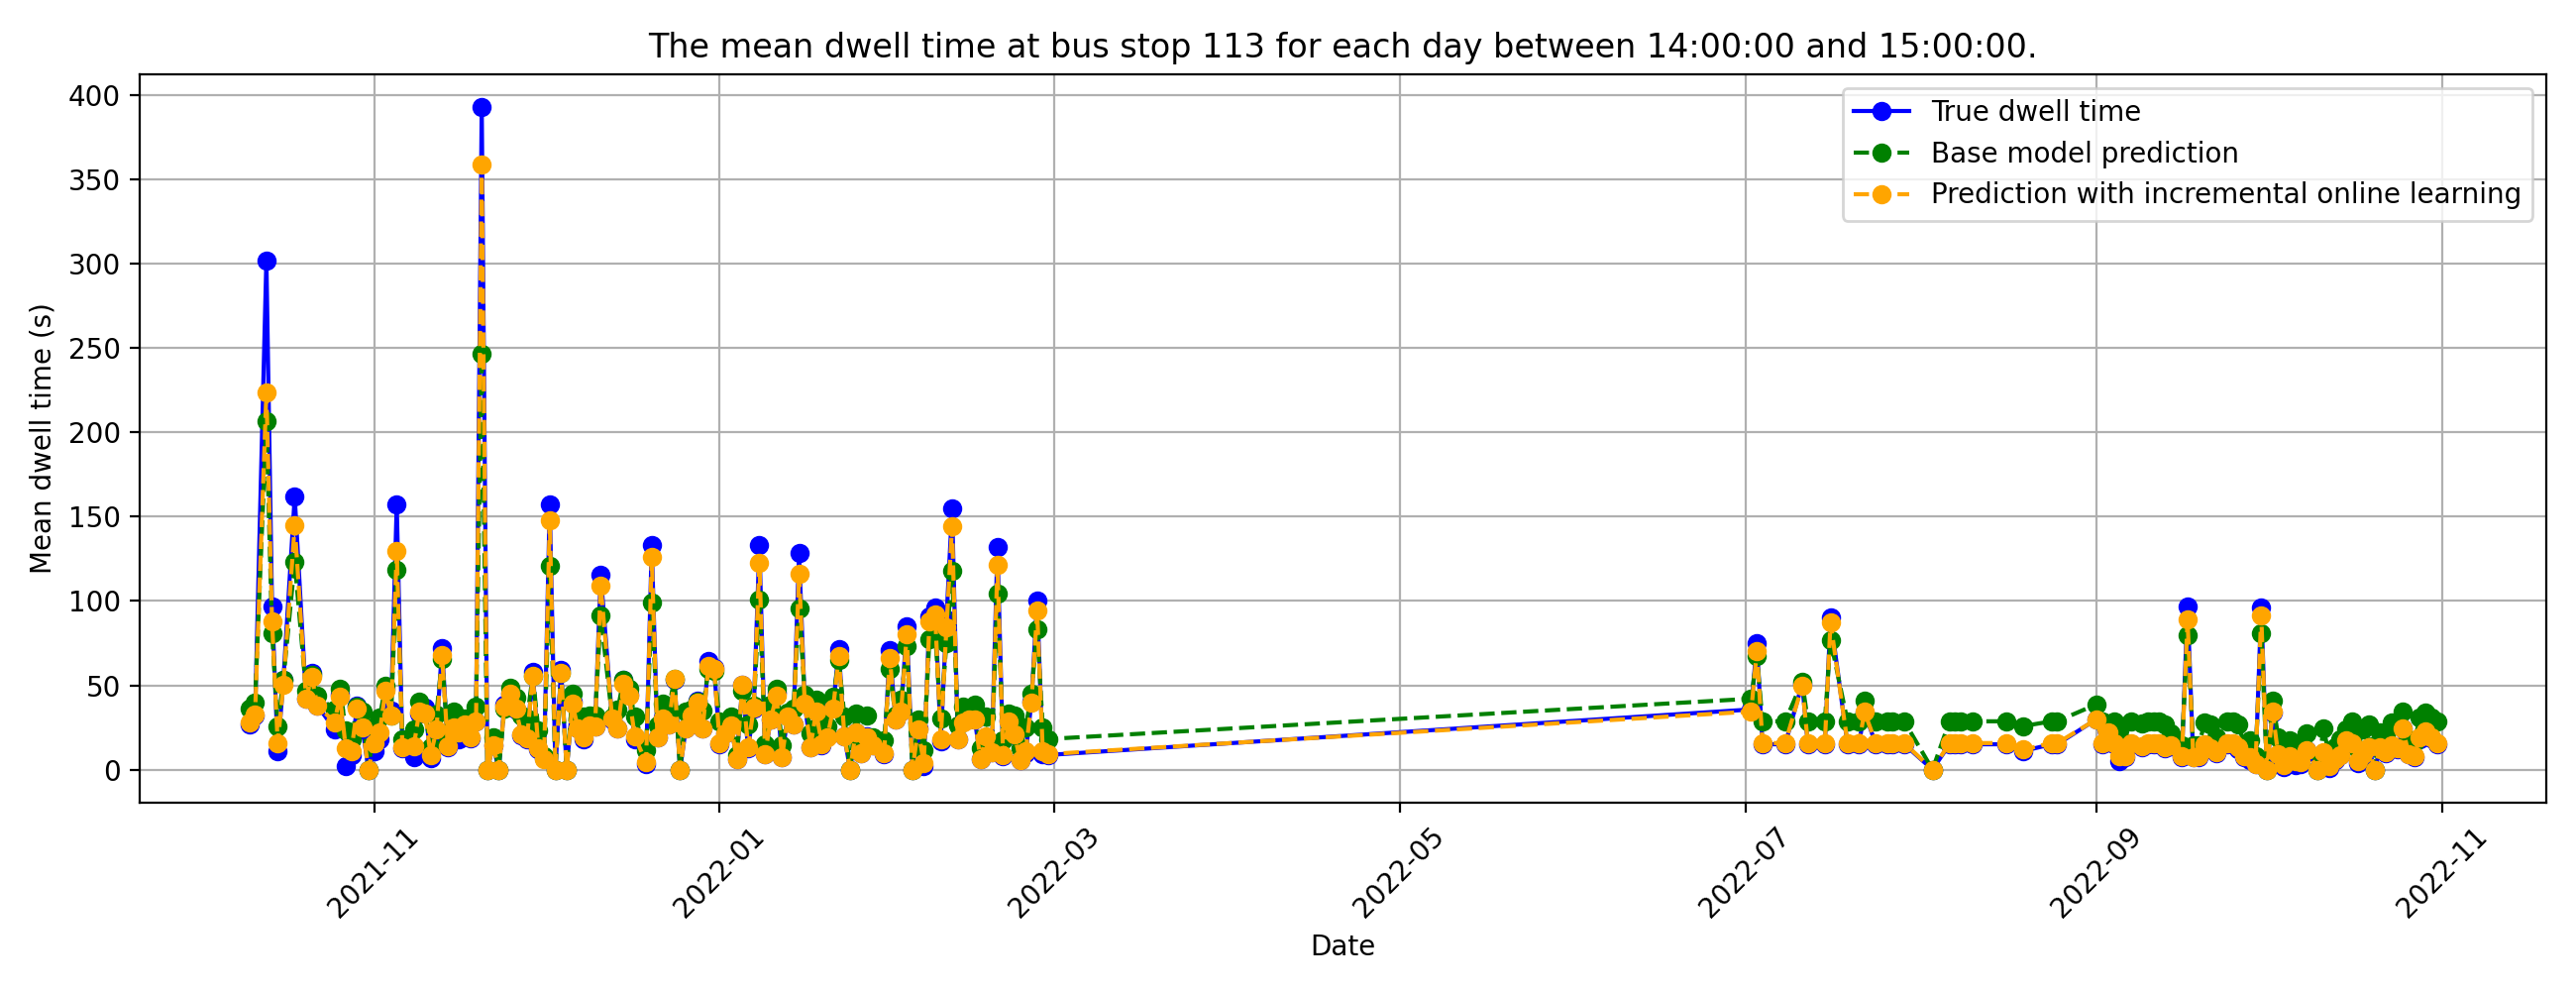 The mean dwell time at bus stop 113 for each day between 14:00:00 and 15:00:00.
Mean dwell time (s)
400
350
300
250
200
150
100
50
0
True dwell time
Base model prediction
Prediction with incremental online learning
2021-11
2022-01
2022-03
2022-05
2022-07
2022-09
2022-11
Date